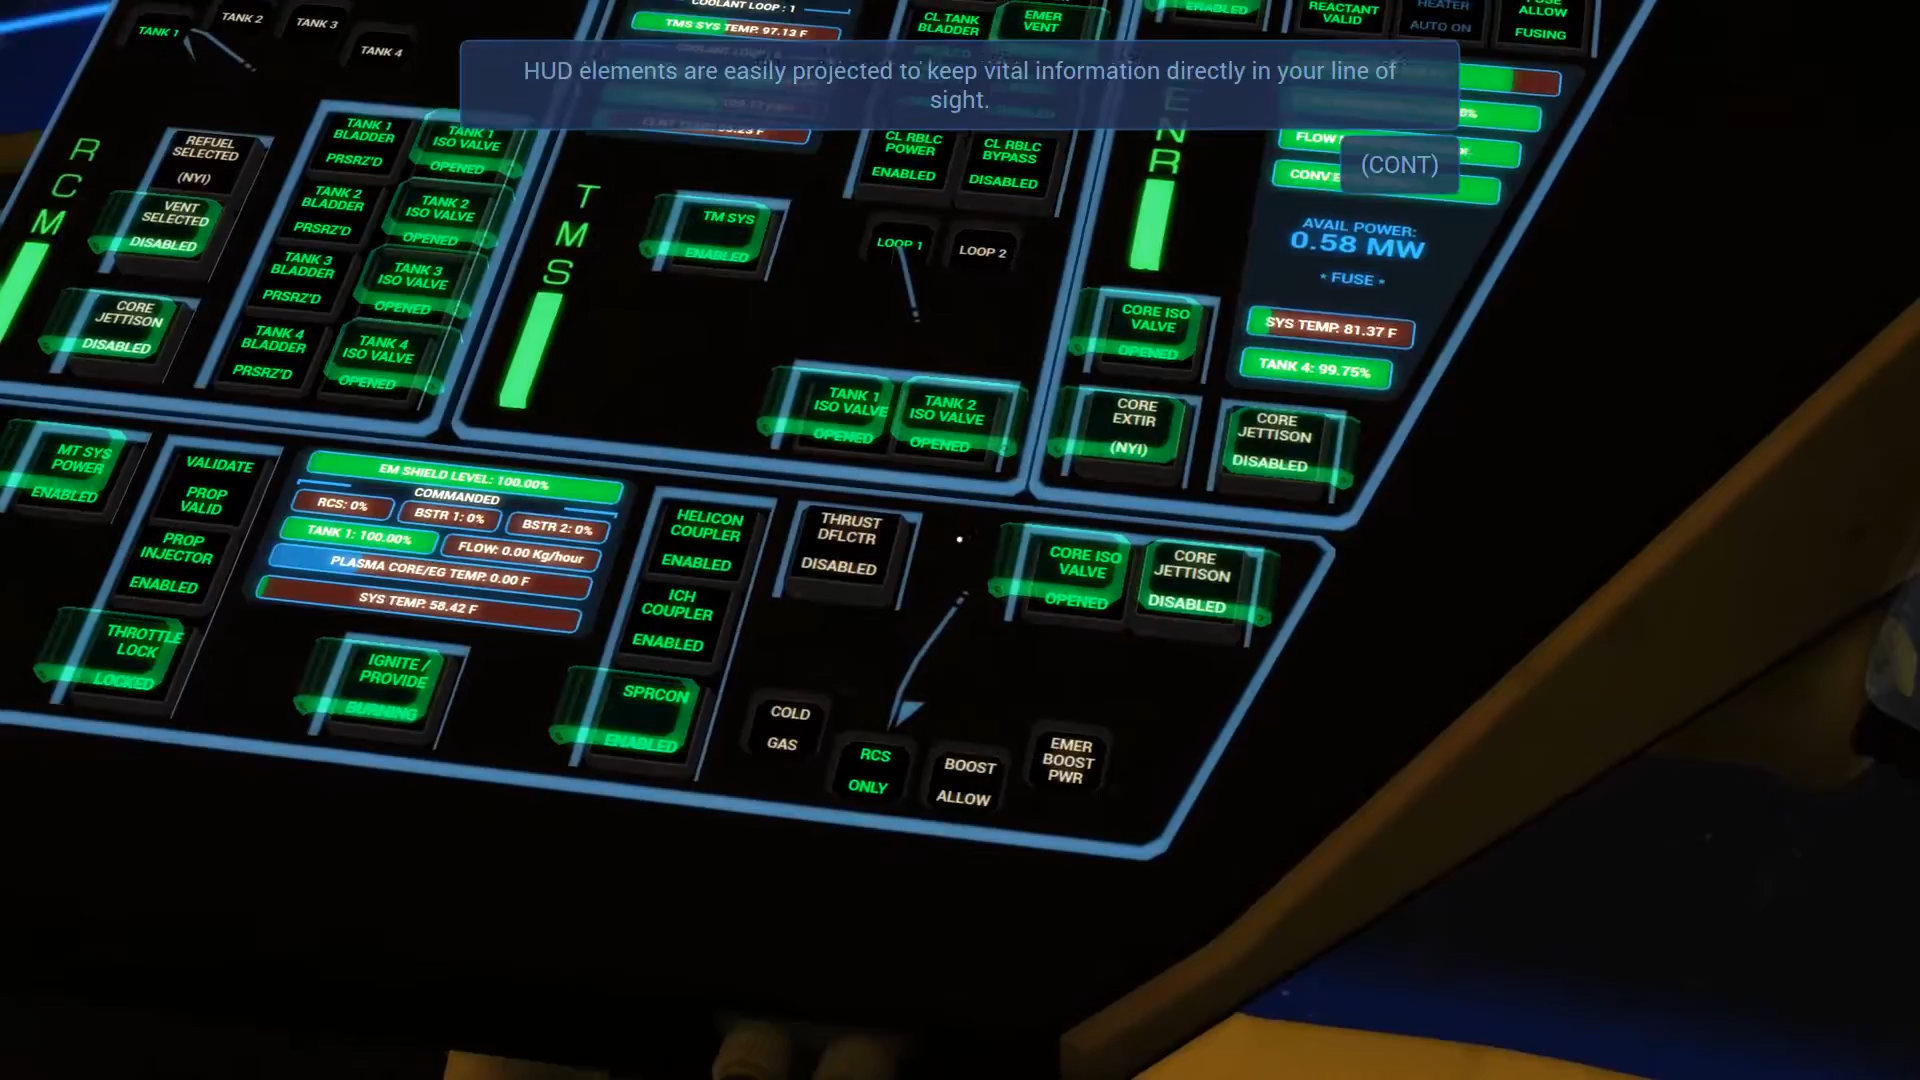 HUD elements are easily projected to keep vital information directly in your line of
sight.
(CONT)
TANK 1
TANK 2
TANK 3
TANK 4
RCM
REFUEL
SELECTED
(NYI)
VENT
SELECTED
DISABLED
CORE
JETTISON
DISABLED
TANK 1
BLADDER
PRSRZ'D
TANK 2
BLADDER
PRSRZ'D
TANK 3
BLADDER
PRSRZ'D
TANK 4
BLADDER
PRSRZ'D
TANK 1
ISO VALVE
OPENED
TANK 2
ISO VALVE
OPENED
TANK 3
ISO VALVE
OPENED
TANK 4
ISO VALVE
OPENED
COOLANT LOOP : 1
TMS SYS TEMP: 97.13 F
TMS
TM SYS
ENABLED
CL TANK
BLADDER
EMER
VENT
CL RBLC
POWER
ENABLED
CL RBLC
BYPASS
DISABLED
LOOP 1
LOOP 2
TANK 1
ISO VALVE
OPENED
TANK 2
ISO VALVE
OPENED
ENR
ENABLED
REACTANT
VALID
HEATER
AUTO ON
ALLOW
FUSING
FLOW
AVAIL POWER:
0.58 MW
* FUSE *
SYS TEMP: 81.37 F
TANK 4: 99.75%
CORE ISO
VALVE
OPENED
CORE
EXTIR
(NYI)
CORE
JETTISON
DISABLED
MT SYS
POWER
ENABLED
VALIDATE
PROP
VALID
PROP
INJECTOR
ENABLED
THROTTLE
LOCK
LOCKED
EM SHIELD LEVEL: 100.00%
COMMANDED
RCS: 0%
BSTR 1: 0%
BSTR 2: 0%
TANK 1: 100.00%
FLOW: 0.00 Kg/hour
PLASMA CORE/EG TEMP: 0.00 F
SYS TEMP: 58.42 F
IGNITE /
PROVIDE
BURNING
HELICON
COUPLER
ENABLED
ICH
COUPLER
ENABLED
SPRCON
ENABLED
THRUST
DFLCTR
DISABLED
CORE ISO
VALVE
OPENED
CORE
JETTISON
DISABLED
COLD
GAS
RCS
ONLY
BOOST
ALLOW
EMER
BOOST
PWR